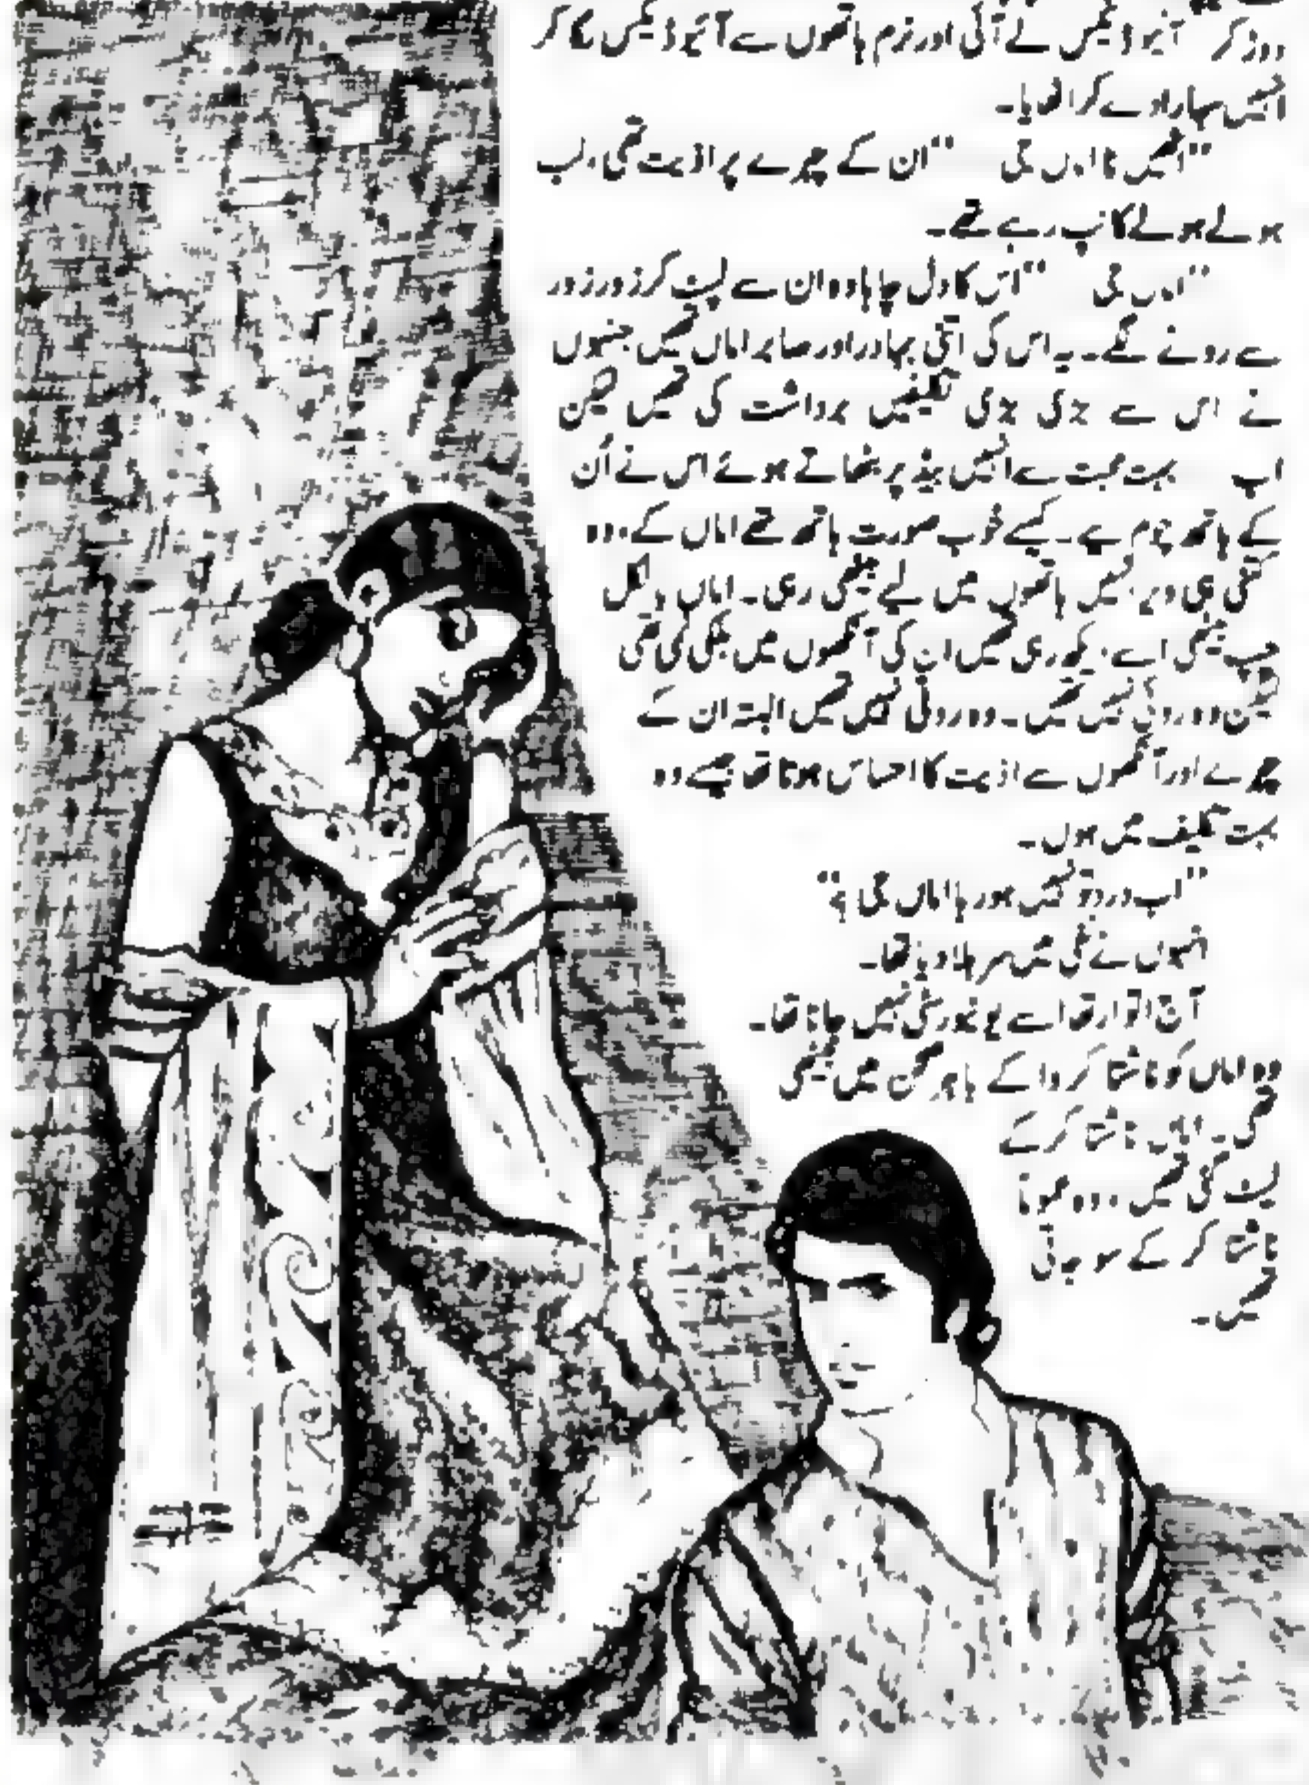 دوڑ کر "آئیوڈیکس لے آئی اور نرم ہاتھوں سے آئیوڈیکس لگا کر
انہیں سہارا دے کر اٹھایا۔
"اٹھیں نا اماں جی" ان کے چہرے پر اذیت تھی، لب
ہولے ہولے کانپ رہے تھے۔
"اماں جی" اس کا دل چاہا وہ ان سے لپٹ کر زور زور
سے رونے لگے۔ یہ اس کی اتنی بہادر اور صابر اماں تھیں جنہوں
نے اس سے بڑی بڑی تکلیفیں برداشت کی تھیں لیکن
اب بہت محبت سے انہیں بیڈ پر بٹھاتے ہوئے اس نے اُن
کے ہاتھ چوم لیے۔ کیسے خوب صورت ہاتھ تھے اماں کے، وہ
کتنی ہی دیر انہیں ہاتھوں میں لیے بیٹھی رہی۔ اماں بالکل
چپ بیٹھی اسے دیکھ رہی تھیں ان کی آنکھوں میں ہلکی نمی تھی
لیکن وہ روئی نہیں تھیں۔ وہ روتی نہیں تھیں البتہ ان کے
چہرے اور آنکھوں سے اذیت کا احساس ہوتا تھا جیسے وہ
بہت تکلیف میں ہوں۔
"اب درد تو نہیں ہو رہا اماں جی؟"
انہوں نے نفی میں سر ہلا دیا تھا۔
آج اتوار تھا اسے یونیورسٹی نہیں جانا تھا۔
وہ اماں کو ناشتا کروا کے باہر صحن میں بیٹھی
تھی۔ اماں ناشتا کرکے
لیٹ گئی تھیں، وہ عموماً
ناشتا کر کے سو جاتی
تھیں۔